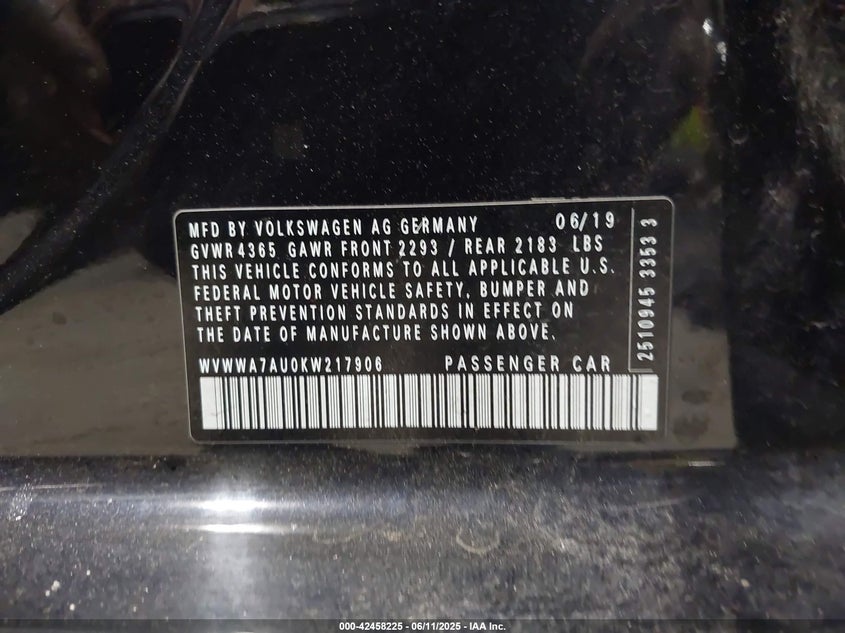 MFD BY VOLKSWAGEN AG GERMANY 06/19
GVWR 4365 GAWR FRONT 2293 / REAR 2183 LBS
THIS VEHICLE CONFORMS TO ALL APPLICABLE U.S.
FEDERAL MOTOR VEHICLE SAFETY, BUMPER AND
THEFT PREVENTION STANDARDS IN EFFECT ON
THE DATE OF MANUFACTURE SHOWN ABOVE.
WVWWA7AU0KW217906 PASSENGER CAR
2510945 3353 3
000-42458225 - 06/11/2025 - IAA Inc.